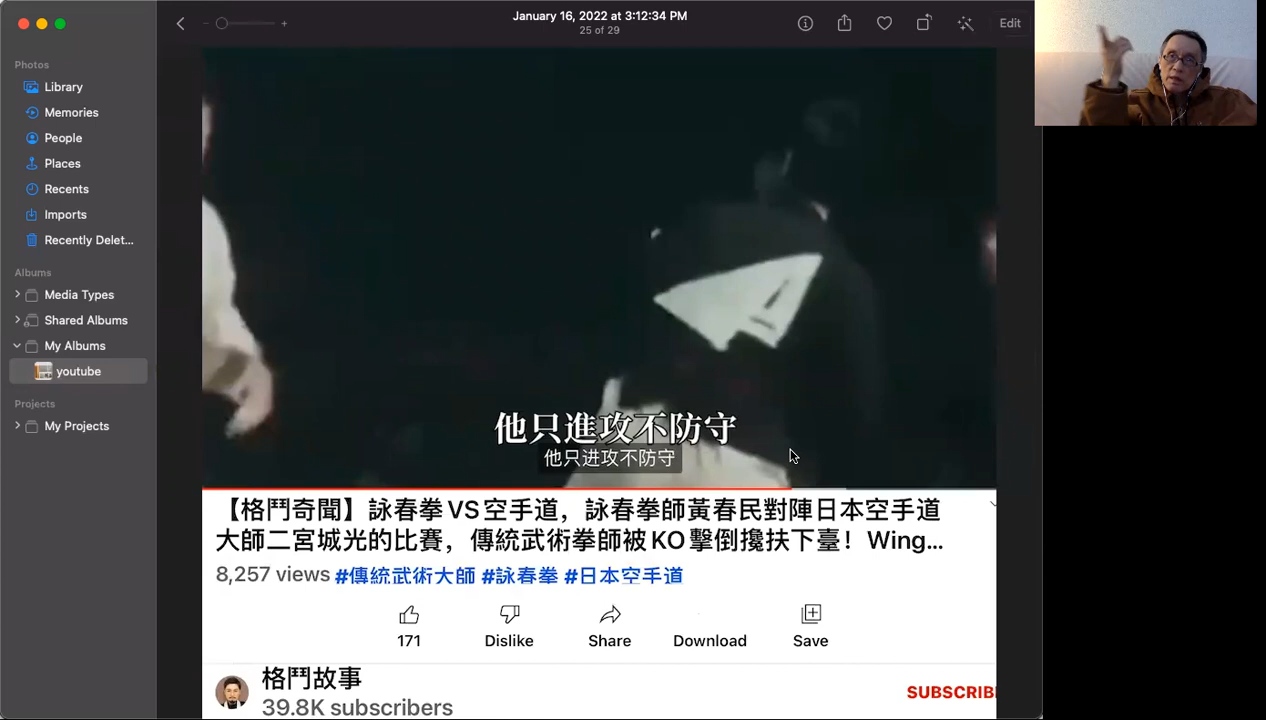 January 16, 2022 at 3:12:34 PM
25 of 29
Edit
Photos
Library
Memories
People
Places
Recents
Imports
Recently Delet...
Albums
Media Types
Shared Albums
My Albums
youtube
Projects
My Projects
他只進攻不防守
他只进攻不防守
【格鬥奇聞】詠春拳VS空手道，詠春拳師黃春民對陣日本空手道
大師二宮城光的比賽，傳統武術拳師被KO擊倒攙扶下臺！Wing...
8,257 views #傳統武術大師 #詠春拳 #日本空手道
171
Dislike
Share
Download
Save
格鬥故事
39.8K subscribers
SUBSCRIB